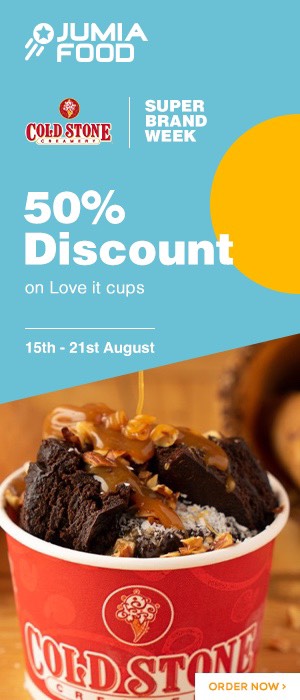 JUMIA
FOOD
COLD STONE
CREAMERY
SUPER
BRAND
WEEK
50%
Discount
on Love it cups
15th - 21st August
COLD STONE
ORDER NOW >